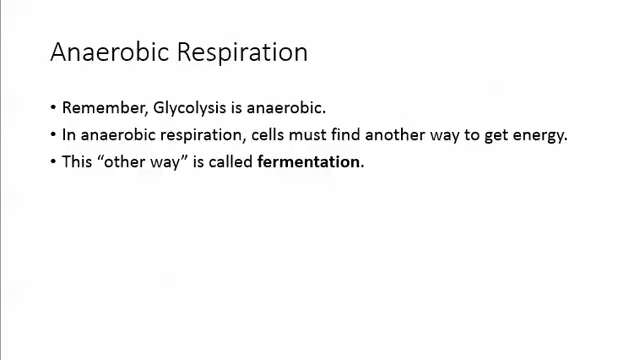 Anaerobic Respiration
• Remember, Glycolysis is anaerobic.
• In anaerobic respiration, cells must find another way to get energy.
• This “other way” is called fermentation.